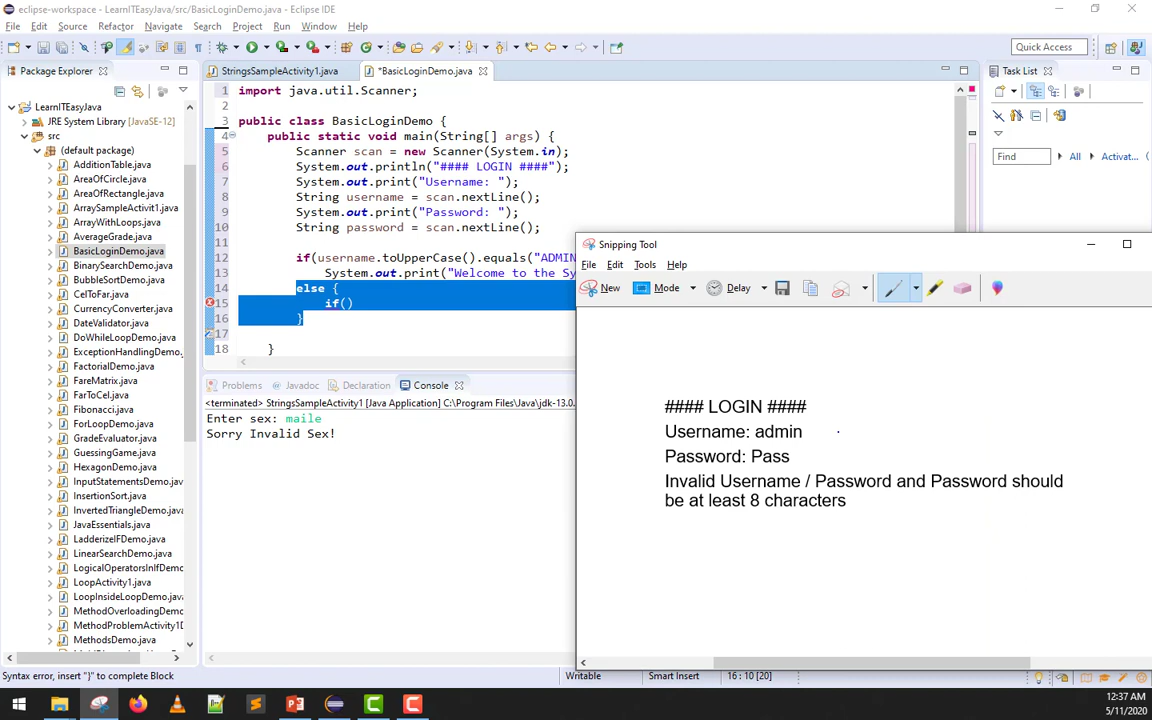 eclipse-workspace - LearnITEasyJava/src/BasicLoginDemo.java - Eclipse IDE
File Edit Source Refactor Navigate Search Project Run Window Help
Quick Access
Package Explorer
StringsSampleActivity1.java
*BasicLoginDemo.java
Task List
LearnITEasyJava
JRE System Library [JavaSE-12]
src
(default package)
AdditionTable.java
AreaOfCircle.java
AreaOfRectangle.java
ArraySampleActivit1.java
ArrayWithLoops.java
AverageGrade.java
BasicLoginDemo.java
BinarySearchDemo.java
BubbleSortDemo.java
CelToFar.java
CurrencyConverter.java
DateValidator.java
DoWhileLoopDemo.java
ExceptionHandlingDemo.
FactorialDemo.java
FareMatrix.java
FarToCel.java
Fibonacci.java
ForLoopDemo.java
GradeEvaluator.java
GuessingGame.java
HexagonDemo.java
InputStatementsDemo.java
InsertionSort.java
InvertedTriangleDemo.java
JavaEssentials.java
LadderizeIFDemo.java
LinearSearchDemo.java
LogicalOperatorsInIfDemo
LoopActivity1.java
LoopInsideLoopDemo.java
MethodOverloadingDemo
MethodProblemActivity1D
MethodsDemo.java
1 import java.util.Scanner;
2
3 public class BasicLoginDemo {
4 public static void main(String[] args) {
5 Scanner scan = new Scanner(System.in);
6 System.out.println("#### LOGIN ####");
7 System.out.print("Username: ");
8 String username = scan.nextLine();
9 System.out.print("Password: ");
10 String password = scan.nextLine();
11
12 if(username.toUpperCase().equals("ADMIN
13 System.out.print("Welcome to the Sy
14 else {
15 if()
16 }
17
18 }
Find All Activat...
Problems Javadoc Declaration Console
<terminated> StringsSampleActivity1 [Java Application] C:\Program Files\Java\jdk-13.0.
Enter sex: maile
Sorry Invalid Sex!
Snipping Tool
File Edit Tools Help
New Mode Delay
#### LOGIN ####
Username: admin
Password: Pass
Invalid Username / Password and Password should
be at least 8 characters
Syntax error, insert "}" to complete Block
Writable
Smart Insert
16 : 10 [20]
12:37 AM
5/11/2020